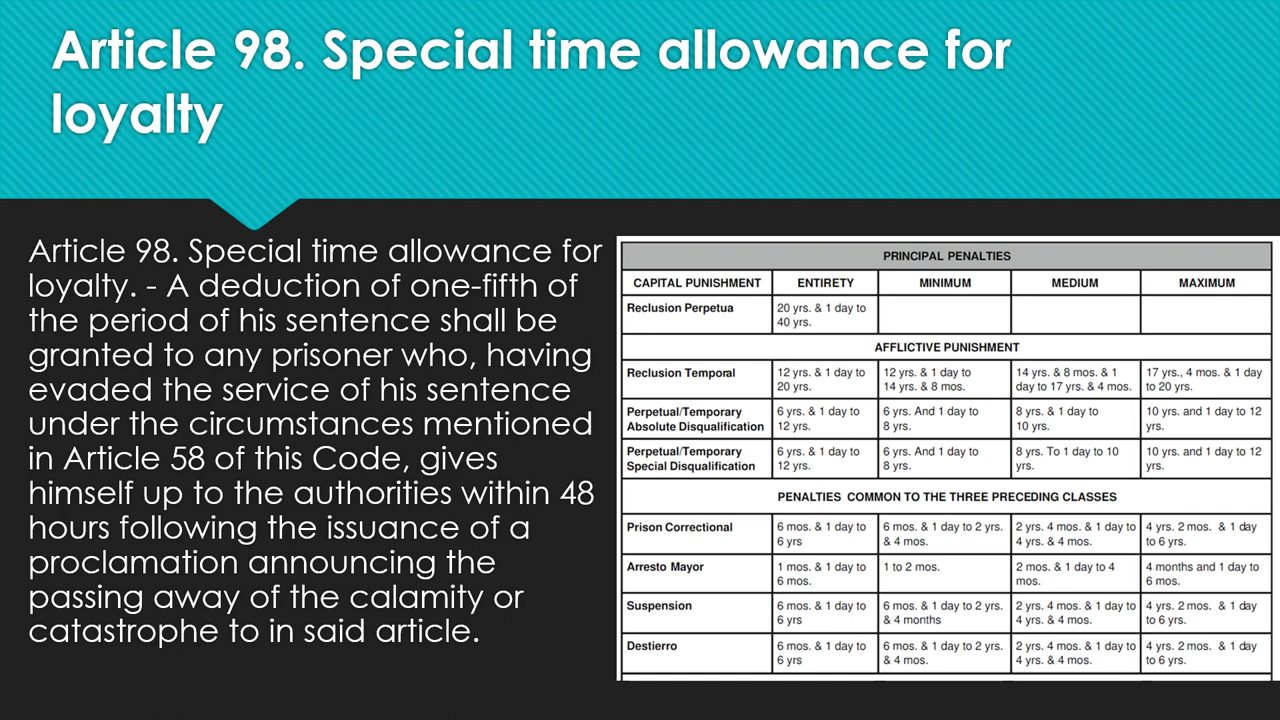 Article 98. Special time allowance for
loyalty
Article 98. Special time allowance for
loyalty. - A deduction of one-fifth of
the period of his sentence shall be
granted to any prisoner who, having
evaded the service of his sentence
under the circumstances mentioned
in Article 58 of this Code, gives
himself up to the authorities within 48
hours following the issuance of a
proclamation announcing the
passing away of the calamity or
catastrophe to in said article.
PRINCIPAL PENALTIES
CAPITAL PUNISHMENT ENTIRETY MINIMUM MEDIUM MAXIMUM
Reclusion Perpetua 20 yrs. & 1 day to
40 yrs.
AFFLICTIVE PUNISHMENT
Reclusion Temporal 12 yrs. & 1 day to 12 yrs. & 1 day to 14 yrs. & 8 mos. & 1 17 yrs., 4 mos. & 1 day
20 yrs. 14 yrs. & 8 mos. day to 17 yrs. & 4 mos. to 20 yrs.
Perpetual/Temporary 6 yrs. & 1 day to 6 yrs. And 1 day to 8 yrs. & 1 day to 10 yrs. and 1 day to 12
Absolute Disqualification 12 yrs. 8 yrs. 10 yrs. yrs.
Perpetual/Temporary 6 yrs. & 1 day to 6 yrs. And 1 day to 8 yrs. To 1 day to 10 10 yrs. and 1 day to 12
Special Disqualification 12 yrs. 8 yrs. yrs. yrs.
PENALTIES COMMON TO THE THREE PRECEDING CLASSES
Prison Correctional 6 mos. & 1 day to 6 mos. & 1 day to 2 yrs. 2 yrs. 4 mos. & 1 day to 4 yrs. 2 mos. & 1 day
6 yrs & 4 mos. 4 yrs. & 4 mos. to 6 yrs.
Arresto Mayor 1 mos. & 1 day to 1 to 2 mos. 2 mos. & 1 day to 4 4 months and 1 day to
6 mos. mos. 6 mos.
Suspension 6 mos. & 1 day to 6 mos. & 1 day to 2 yrs. 2 yrs. 4 mos. & 1 day to 4 yrs. 2 mos. & 1 day
6 yrs & 4 months 4 yrs. & 4 mos. to 6 yrs.
Destierro 6 mos. & 1 day to 6 mos. & 1 day to 2 yrs. 2 yrs. 4 mos. & 1 day to 4 yrs. 2 mos. & 1 day
6 yrs & 4 mos. 4 yrs. & 4 mos. to 6 yrs.